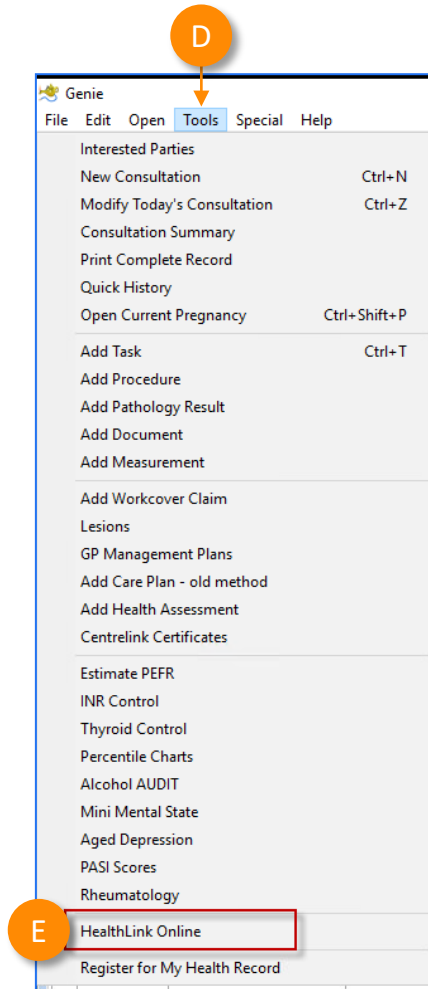 D
Genie
File Edit Open Tools Special Help
Interested Parties
New Consultation Ctrl+N
Modify Today's Consultation Ctrl+Z
Consultation Summary
Print Complete Record
Quick History
Open Current Pregnancy Ctrl+Shift+P
Add Task Ctrl+T
Add Procedure
Add Pathology Result
Add Document
Add Measurement
Add Workcover Claim
Lesions
GP Management Plans
Add Care Plan - old method
Add Health Assessment
Centrelink Certificates
Estimate PEFR
INR Control
Thyroid Control
Percentile Charts
Alcohol AUDIT
Mini Mental State
Aged Depression
PASI Scores
Rheumatology
E HealthLink Online
Register for My Health Record